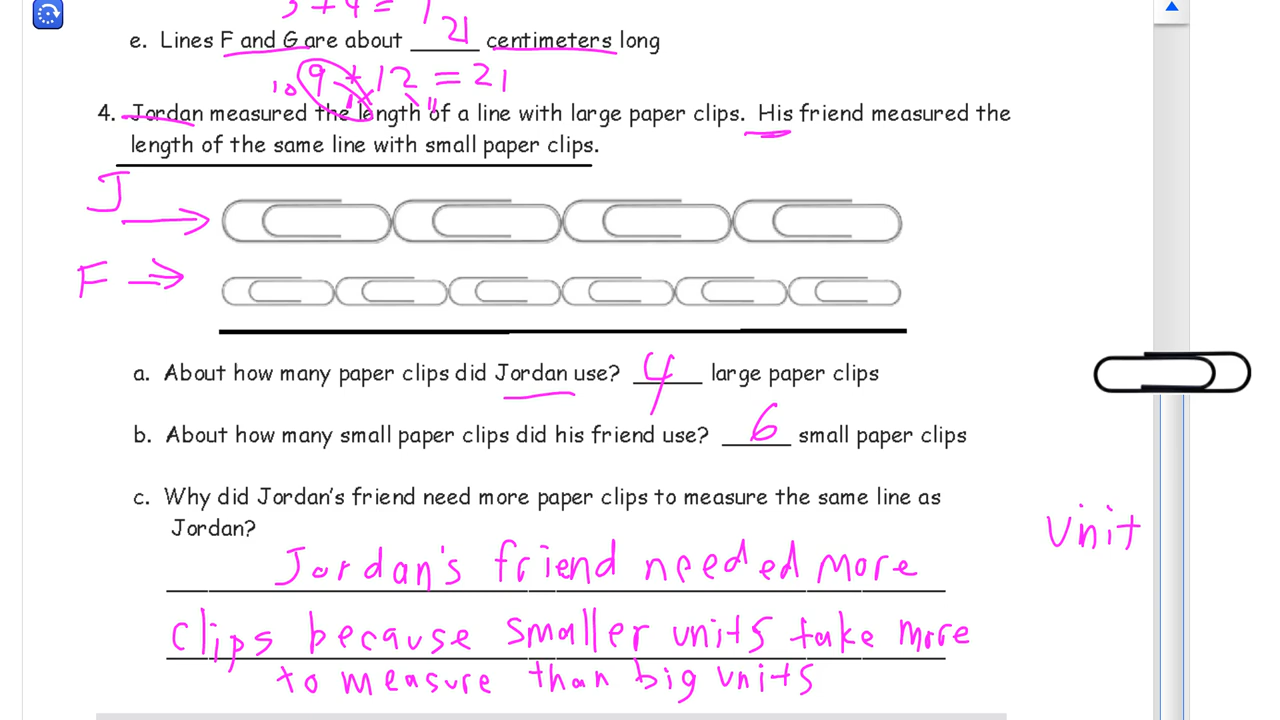 e. Lines F and G are about 21 centimeters long
10 9 + 12 = 21
4. Jordan measured the length of a line with large paper clips. His friend measured the
length of the same line with small paper clips.
J
F
a. About how many paper clips did Jordan use? 4 large paper clips
b. About how many small paper clips did his friend use? 6 small paper clips
c. Why did Jordan's friend need more paper clips to measure the same line as
Jordan?
unit
Jordan's friend needed more
clips because smaller units take more
to measure than big units